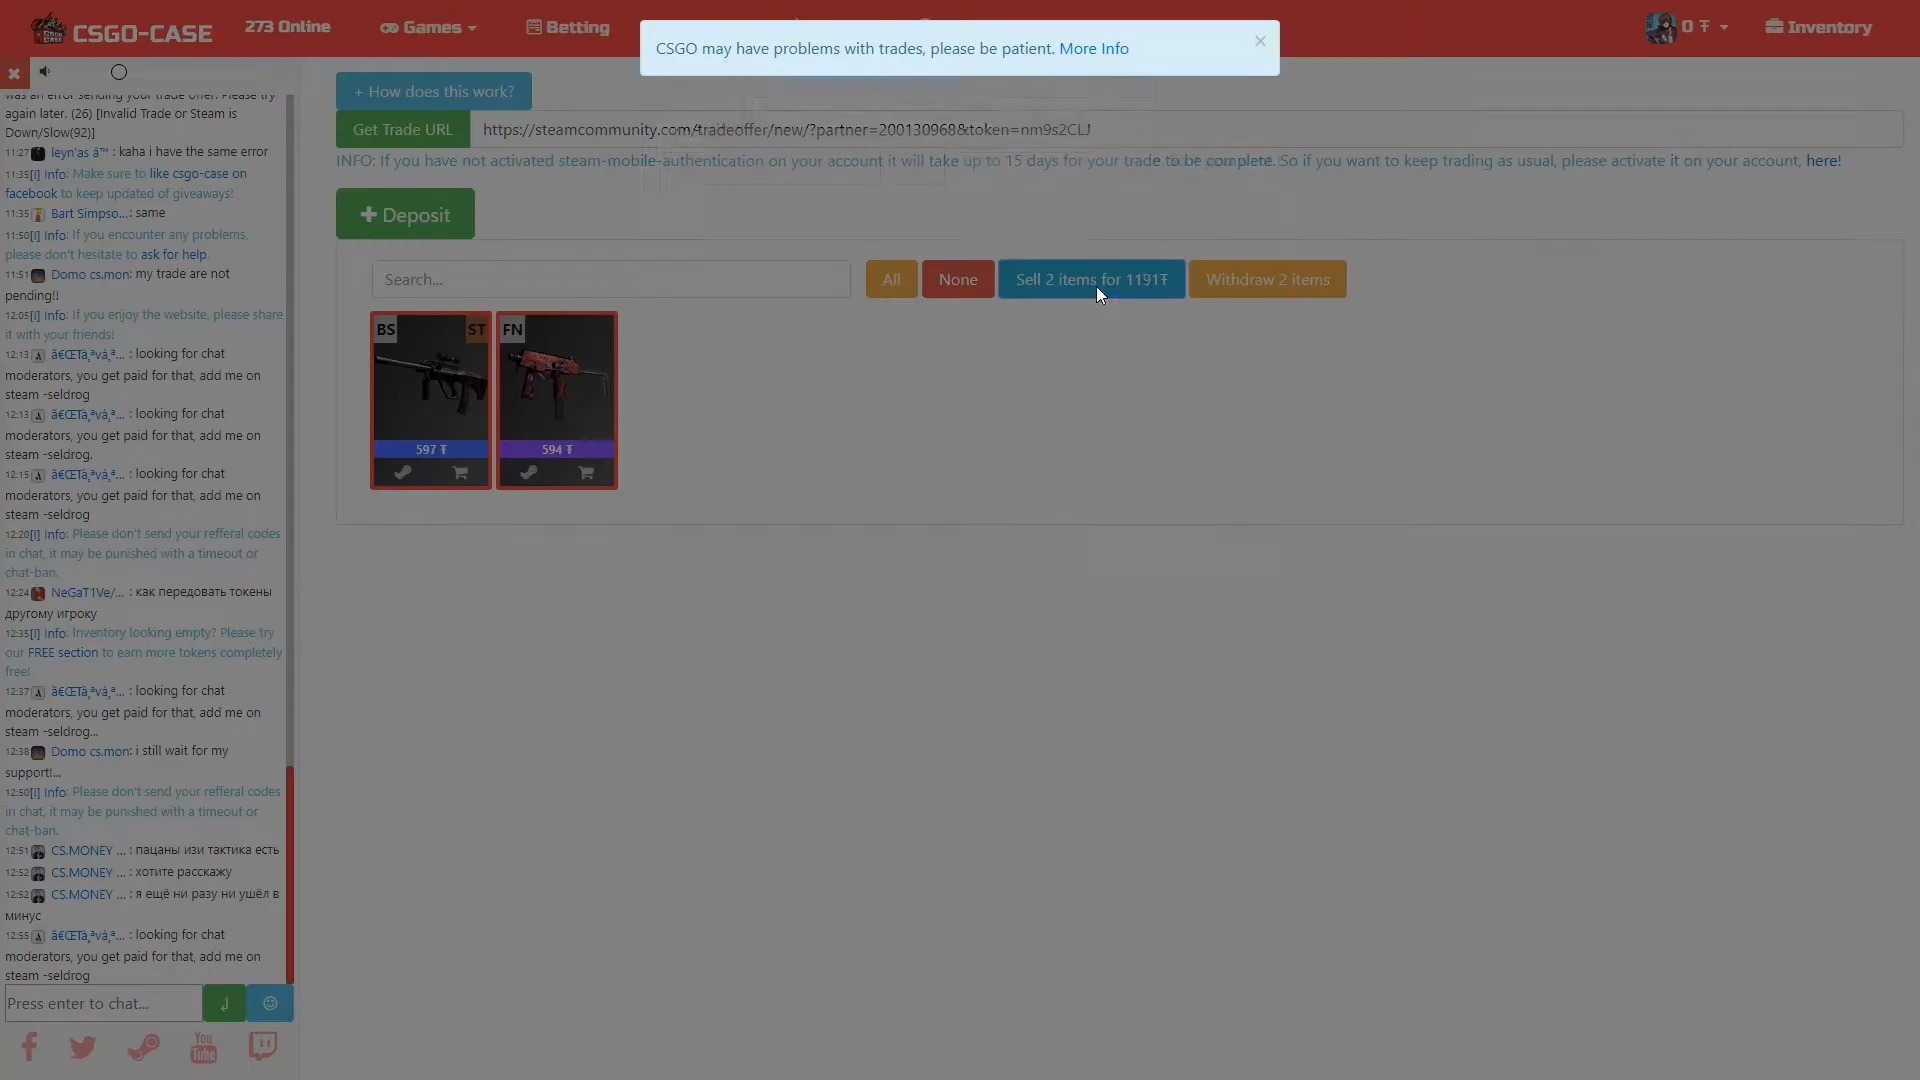 CSGO-CASE
273 Online
Games
Betting
0 Ŧ
Inventory
CSGO may have problems with trades, please be patient. More Info
×
+ How does this work?
Get Trade URL
https://steamcommunity.com/tradeoffer/new/?partner=200130968&token=nm9s2CLJ
INFO: If you have not activated steam-mobile-authentication on your account it will take up to 15 days for your trade to be complete. So if you want to keep trading as usual, please activate it on your account, here!
Deposit
Search...
All
None
Sell 2 items for 1191Ŧ
Withdraw 2 items
BS
ST
597 Ŧ
FN
594 Ŧ
was an error sending your trade offer. Please try
again later. (26) [Invalid Trade or Steam is
Down/Slow(92)]
11:27 leyn'as â™ : kaha i have the same error
11:35[I] Info: Make sure to like csgo-case on
facebook to keep updated of giveaways!
11:35 Bart Simpso...: same
11:50[I] Info: If you encounter any problems,
please don't hesitate to ask for help.
11:51 Domo cs.mon: my trade are not
pending!!
12:05[I] Info: If you enjoy the website, please share
it with your friends!
12:13 : looking for chat
moderators, you get paid for that, add me on
steam -seldrog
12:13 : looking for chat
moderators, you get paid for that, add me on
steam -seldrog.
12:15 : looking for chat
moderators, you get paid for that, add me on
steam -seldrog
12:20[I] Info: Please don't send your refferal codes
in chat, it may be punished with a timeout or
chat-ban.
12:24 NeGaT1Ve/... : как передовать токены
другому игроку
12:35[I] Info: Inventory looking empty? Please try
our FREE section to earn more tokens completely
free!
12:37 : looking for chat
moderators, you get paid for that, add me on
steam -seldrog...
12:38 Domo cs.mon: i still wait for my
support!...
12:50[I] Info: Please don't send your refferal codes
in chat, it may be punished with a timeout or
chat-ban.
12:51 CS.MONEY ... : пацаны изи тактика есть
12:52 CS.MONEY ... : хотите расскажу
12:52 CS.MONEY ... : я ещё ни разу ни ушёл в
минус
12:55 : looking for chat
moderators, you get paid for that, add me on
steam -seldrog
Press enter to chat...
You
Tube